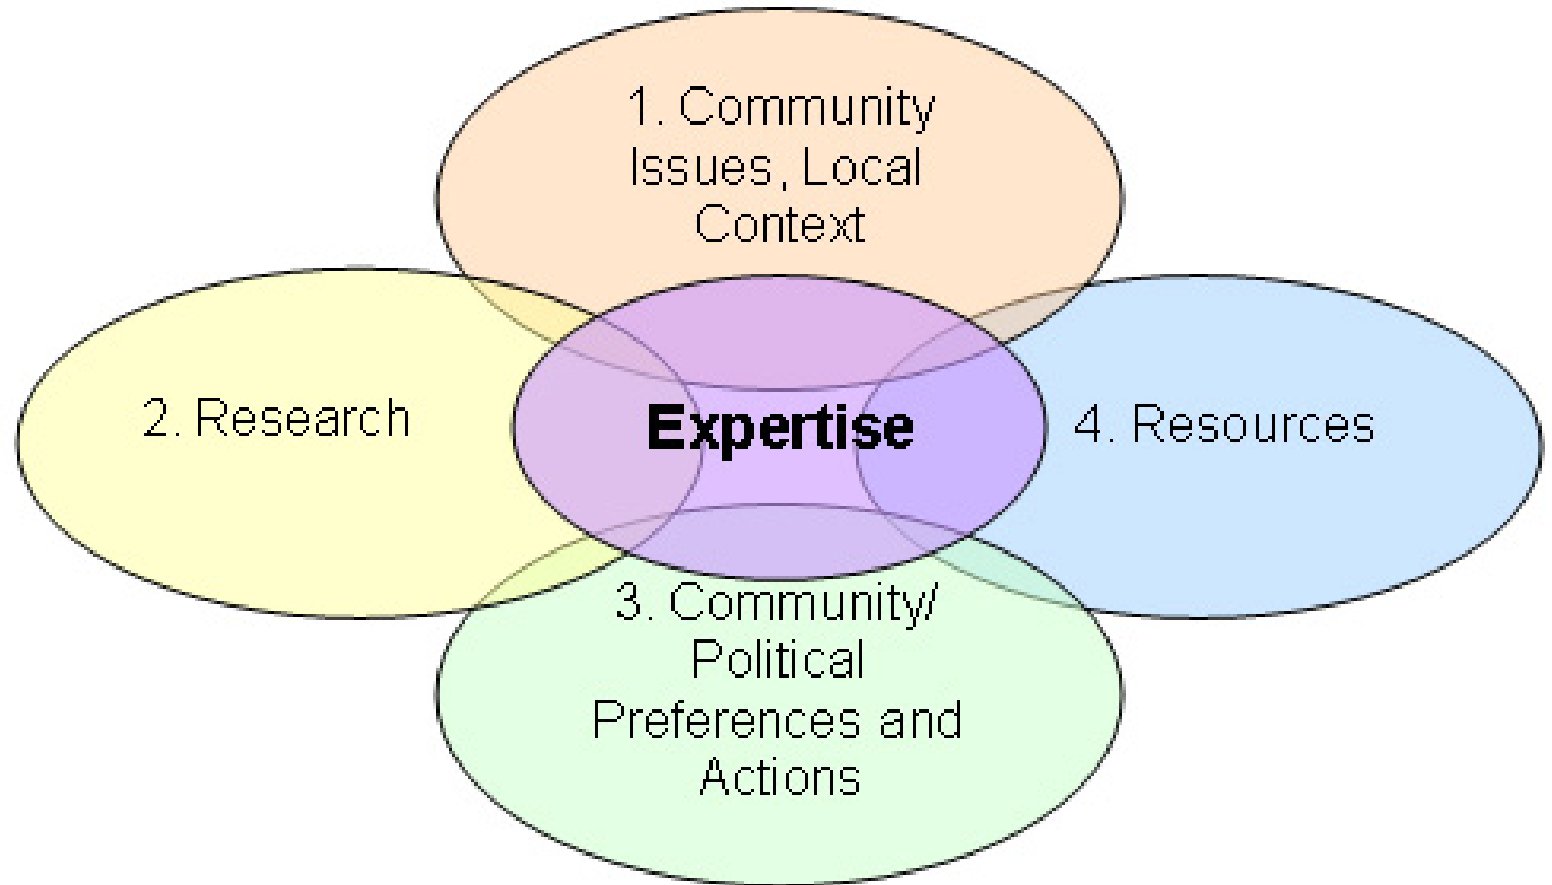 1. Community
Issues, Local
Context
2. Research
Expertise
4. Resources
3. Community/
Political
Preferences and
Actions